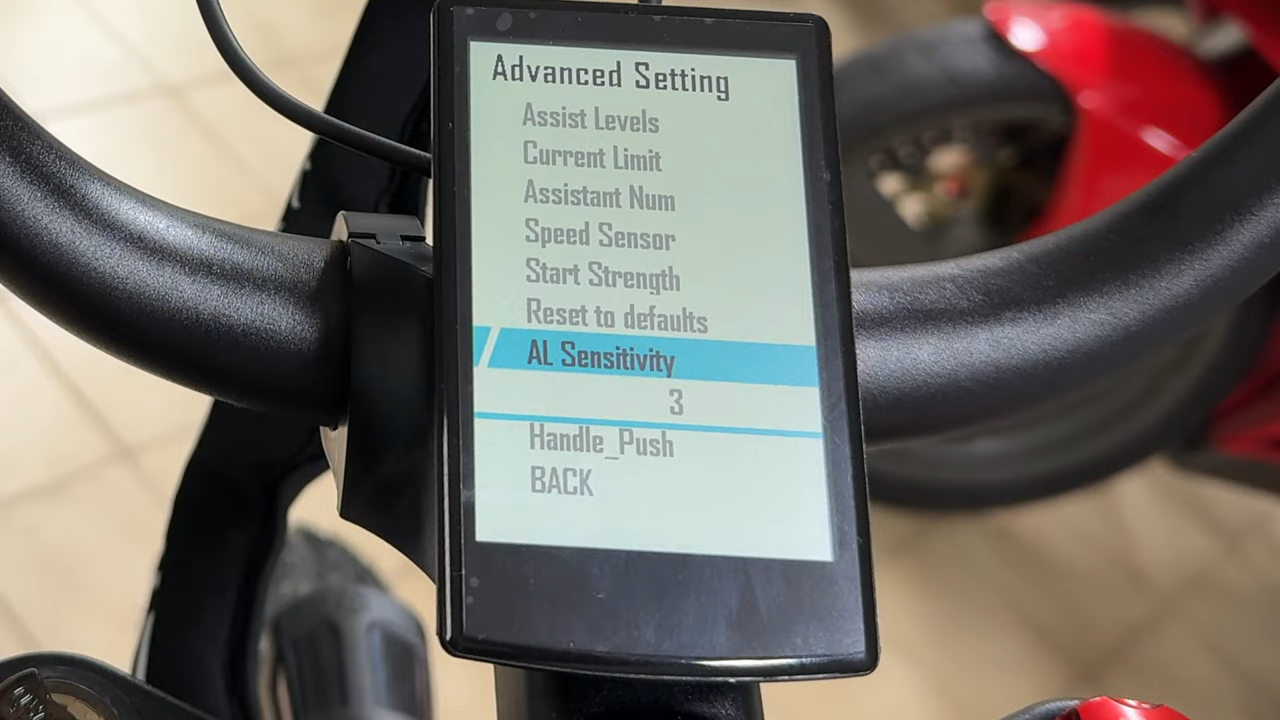 Advanced Setting
Assist Levels
Current Limit
Assistant Num
Speed Sensor
Start Strength
Reset to defaults
AL Sensitivity
3
Handle_Push
BACK